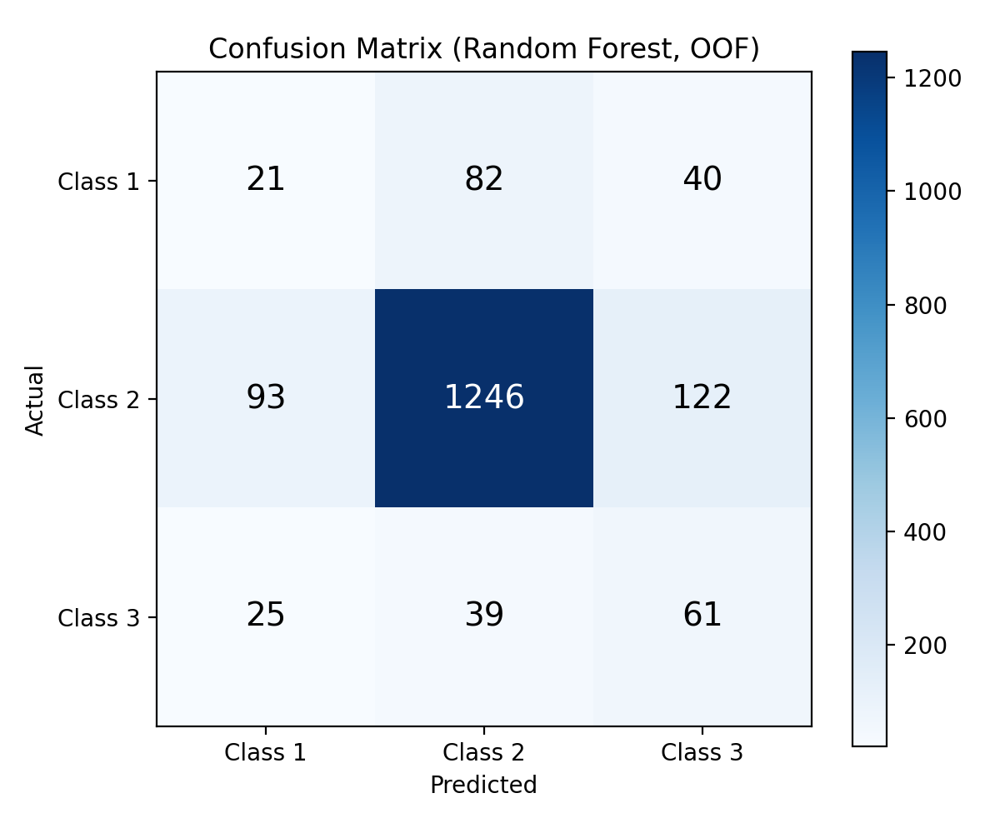 Confusion Matrix (Random Forest, OOF)
Class 1 21 82 40
Class 2 93 1246 122
Class 3 25 39 61
Class 1 Class 2 Class 3
Predicted
Actual
1200
1000
800
600
400
200